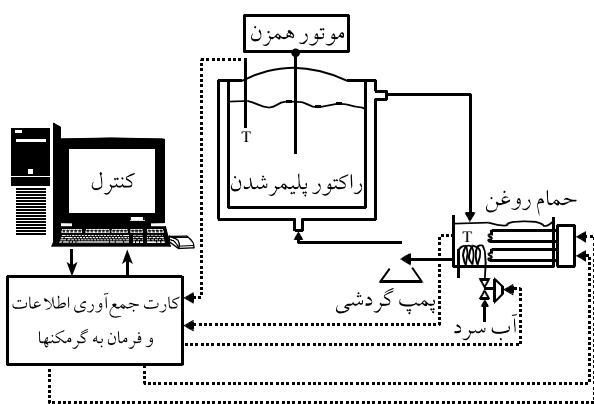 موتور همزن
T
راکتور پلیمرشدن
کنترل
حمام روغن
T
پمپ گردشی
آب سرد
کارت جمع‌آوری اطلاعات
و فرمان به گرمکنها